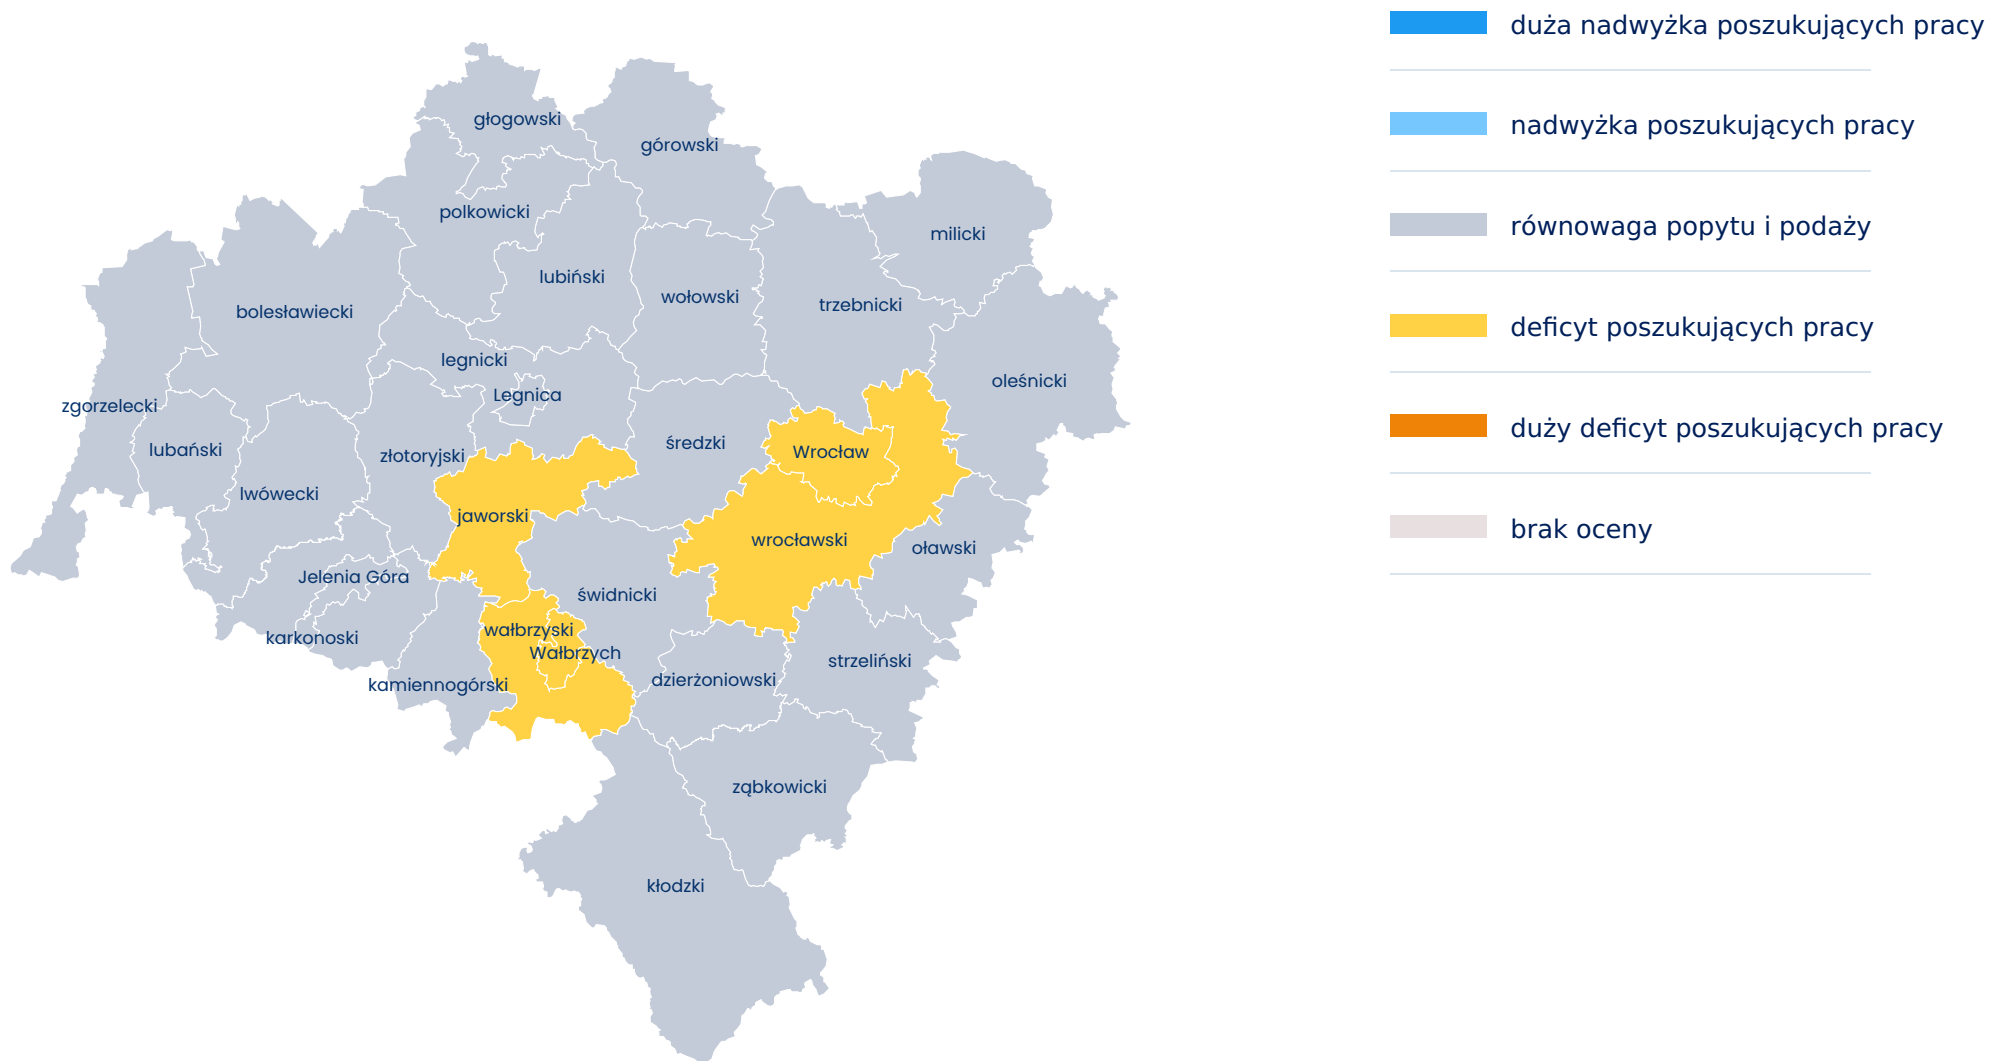 głogowski
górowski
polkowicki
milicki
lubiński
wołowski
trzebnicki
bolesławiecki
legnicki
oleśnicki
Legnica
zgorzelecki
średzki
lubański
Wrocław
złotoryjski
lwówecki
jaworski
wrocławski
oławski
Jelenia Góra
świdnicki
wałbrzyski
karkonoski
Wałbrzych
strzeliński
dzierżoniowski
kamiennogórski
ząbkowicki
kłodzki
duża nadwyżka poszukujących pracy
nadwyżka poszukujących pracy
równowaga popytu i podaży
deficyt poszukujących pracy
duży deficyt poszukujących pracy
brak oceny